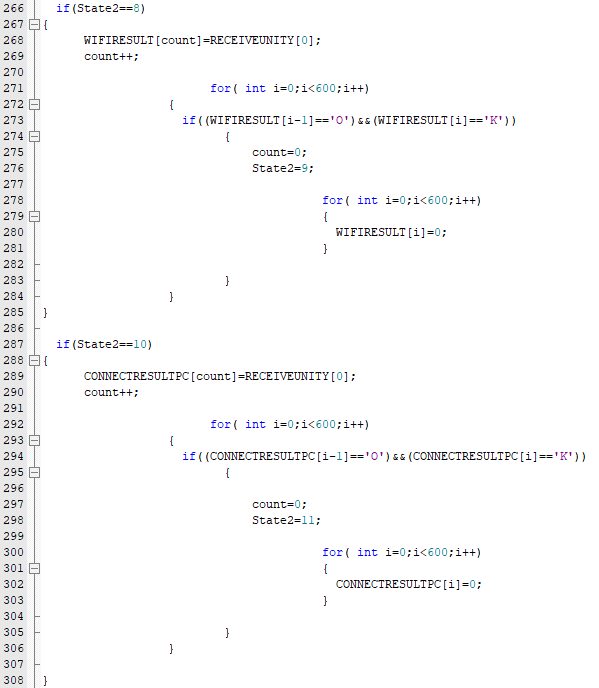 266 if(State2==8)
267 {
268 WIFIRESULT[count]=RECEIVEUNITY[0];
269 count++;
270
271 for( int i=0;i<600;i++)
272 {
273 if((WIFIRESULT[i-1]=='O')&&(WIFIRESULT[i]=='K'))
274 {
275 count=0;
276 State2=9;
277
278 for( int i=0;i<600;i++)
279 {
280 WIFIRESULT[i]=0;
281 }
282
283 }
284 }
285 }
286
287 if(State2==10)
288 {
289 CONNECTRESULTPC[count]=RECEIVEUNITY[0];
290 count++;
291
292 for( int i=0;i<600;i++)
293 {
294 if((CONNECTRESULTPC[i-1]=='O')&&(CONNECTRESULTPC[i]=='K'))
295 {
296
297 count=0;
298 State2=11;
299
300 for( int i=0;i<600;i++)
301 {
302 CONNECTRESULTPC[i]=0;
303 }
304
305 }
306 }
307
308 }